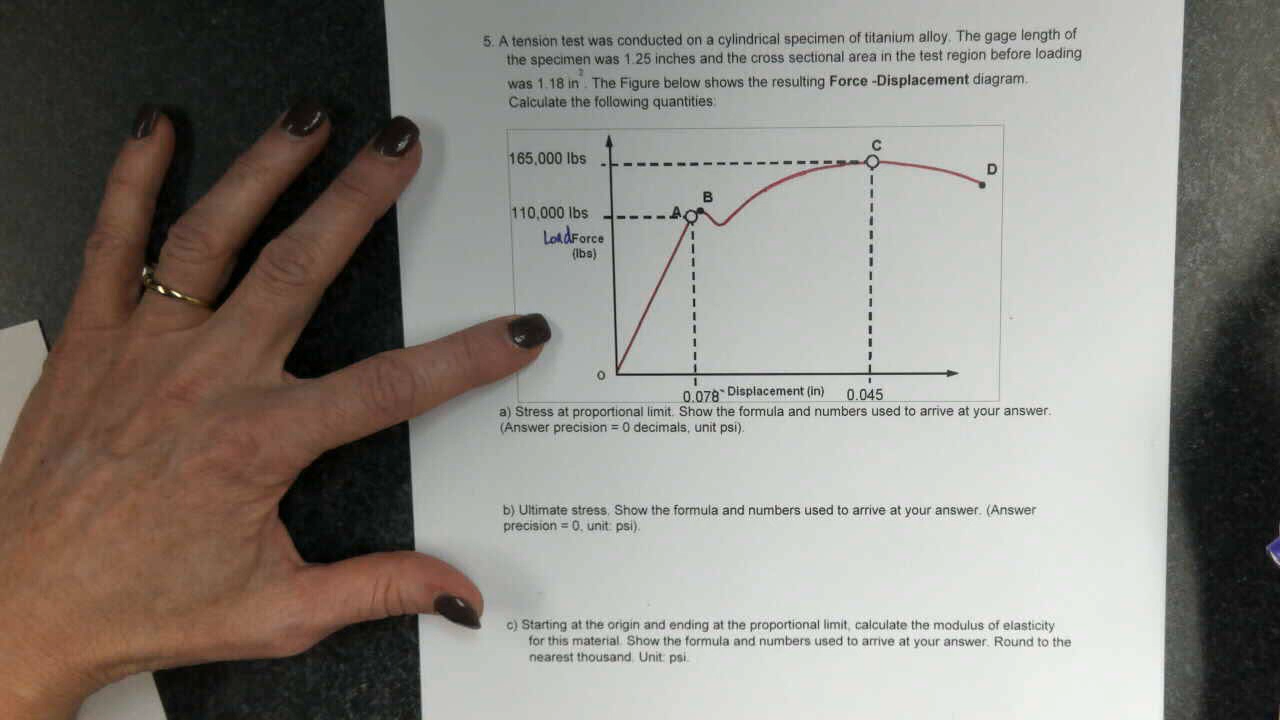 5. A tension test was conducted on a cylindrical specimen of titanium alloy. The gage length of
the specimen was 1.25 inches and the cross sectional area in the test region before loading
was 1.18 in². The Figure below shows the resulting Force -Displacement diagram.
Calculate the following quantities:
165,000 lbs
C
D
B
A
110,000 lbs
Load Force
(lbs)
O
0.078 Displacement (in) 0.045
a) Stress at proportional limit. Show the formula and numbers used to arrive at your answer.
(Answer precision = 0 decimals, unit psi).
b) Ultimate stress. Show the formula and numbers used to arrive at your answer. (Answer
precision = 0, unit: psi).
c) Starting at the origin and ending at the proportional limit, calculate the modulus of elasticity
for this material. Show the formula and numbers used to arrive at your answer. Round to the
nearest thousand. Unit: psi.